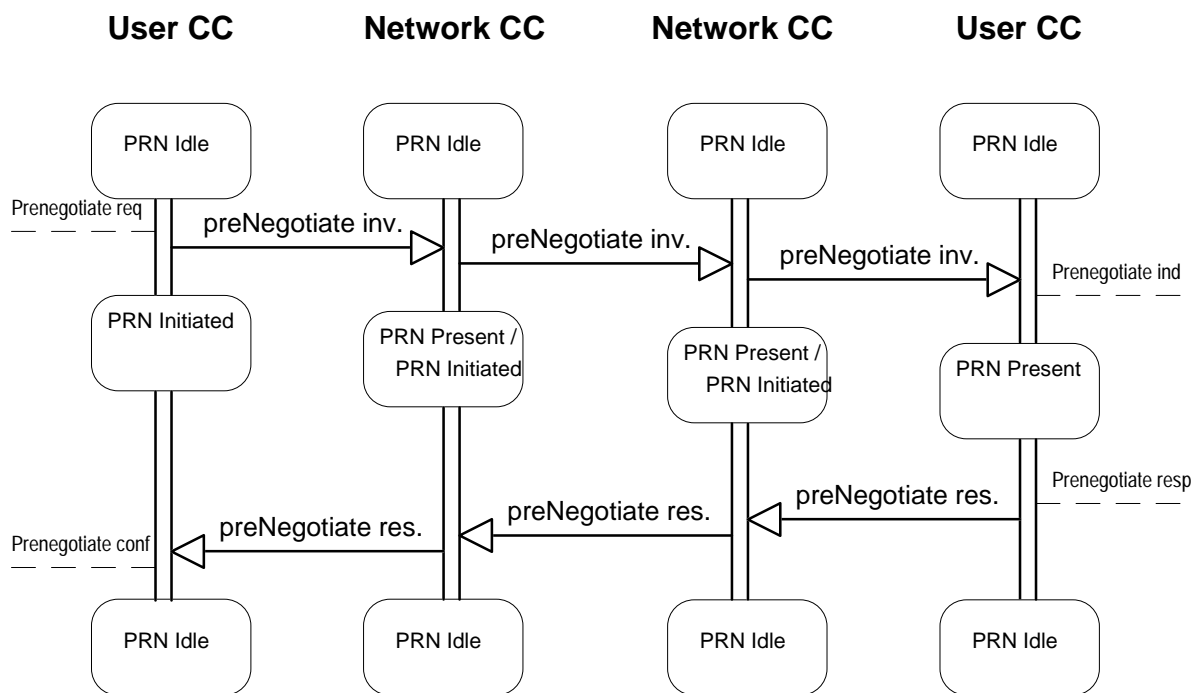 User CC
Network CC
Network CC
User CC
PRN Idle
PRN Idle
PRN Idle
PRN Idle
Prenegotiate req
preNegotiate inv.
preNegotiate inv.
preNegotiate inv.
Prenegotiate ind
PRN Initiated
PRN Present /
PRN Initiated
PRN Present /
PRN Initiated
PRN Present
Prenegotiate resp
preNegotiate res.
preNegotiate res.
preNegotiate res.
Prenegotiate conf
PRN Idle
PRN Idle
PRN Idle
PRN Idle